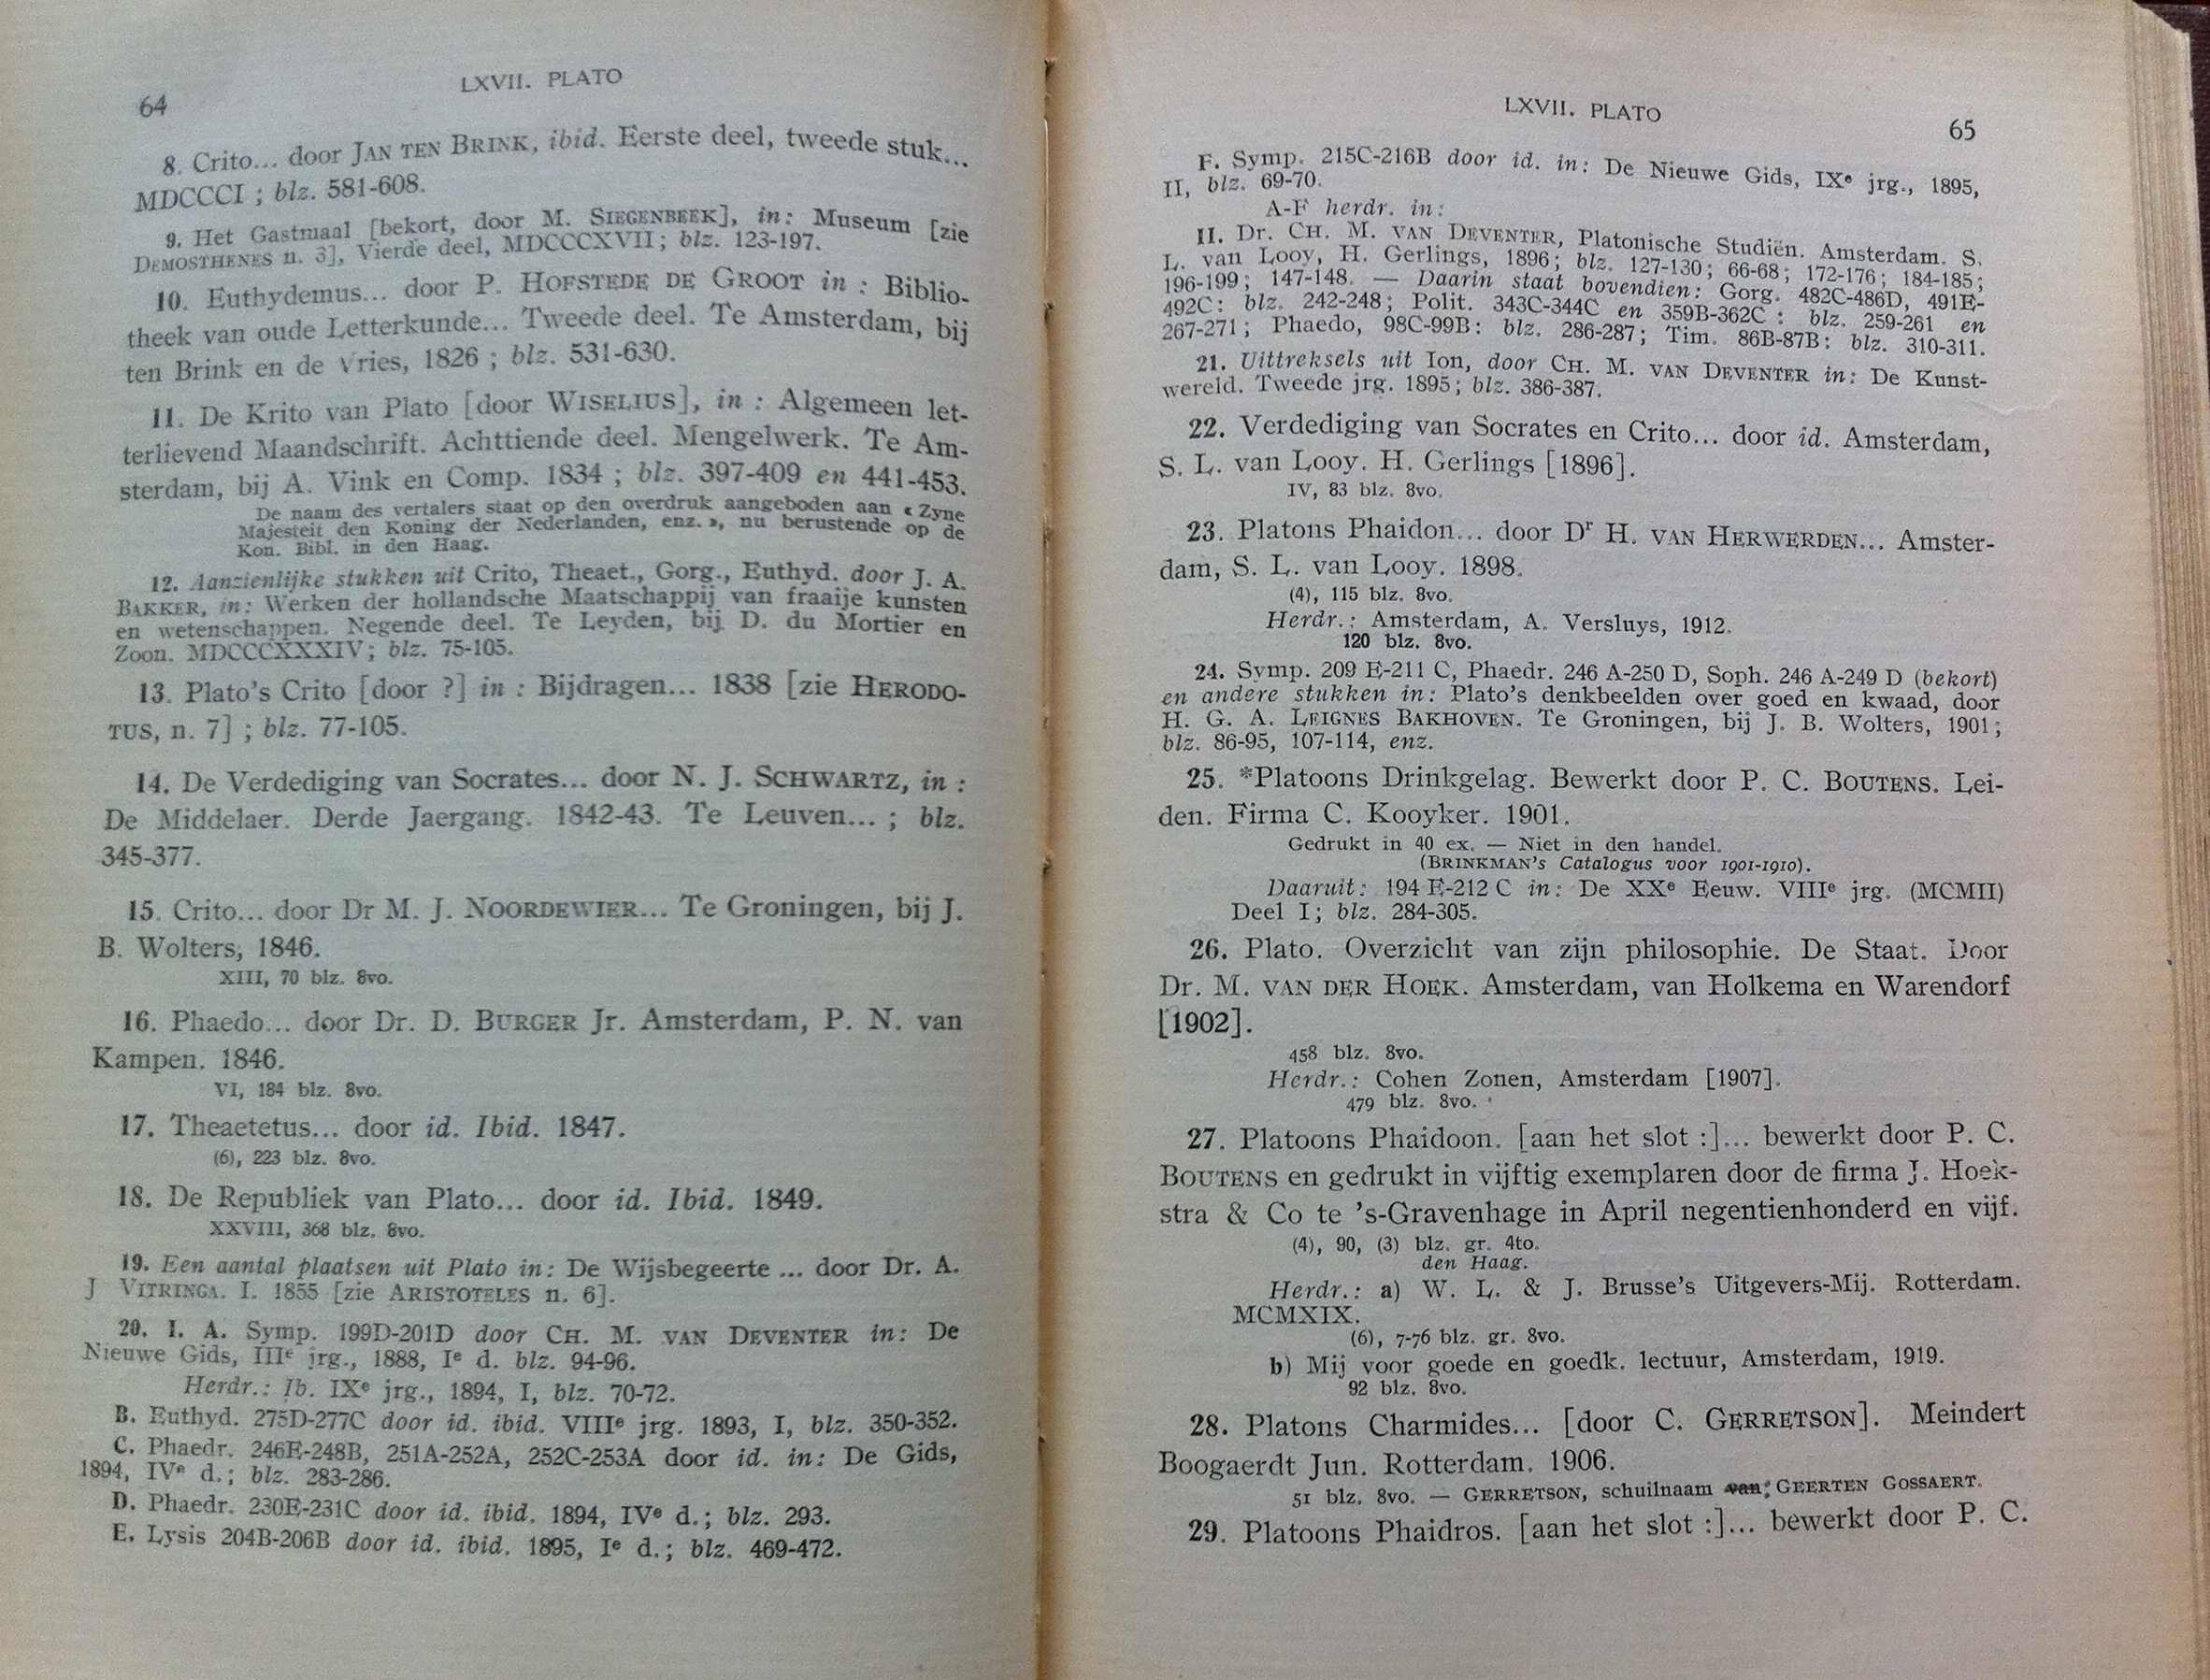 64
LXVII. PLATO
8. Crito... door JAN TEN BRINK, ibid. Eerste deel, tweede stuk...
MDCCCI ; blz. 581-608.
9. Het Gastmaal [bekort, door M. SIEGENBEEK], in: Museum [zie
DEMOSTHENES n. 3], Vierde deel, MDCCCXVII; blz. 123-197.
10. Euthydemus... door P. HOFSTEDE DE GROOT in : Biblio-
theek van oude Letterkunde... Tweede deel. Te Amsterdam, bij
ten Brink en de Vries, 1826 ; blz. 531-630.
11. De Krito van Plato [door WISELIUS], in : Algemeen let-
terlievend Maandschrift. Achttiende deel. Mengelwerk. Te Am-
sterdam, bij A. Vink en Comp. 1834 ; blz. 397-409 en 441-453.
De naam des vertalers staat op den overdruk aangeboden aan « Zyne
Majesteit den Koning der Nederlanden, enz. », nu berustende op de
Kon. Bibl. in den Haag.
12. Aanzienlijke stukken uit Crito, Theaet., Gorg., Euthyd. door J. A.
BAKKER, in: Werken der hollandsche Maatschappij van fraaije kunsten
en wetenschappen. Negende deel. Te Leyden, bij D. du Mortier en
Zoon. MDCCCXXXIV; blz. 75-105.
13. Plato's Crito [door ?] in : Bijdragen... 1838 [zie HERODO-
TUS, n. 7] ; blz. 77-105.
14. De Verdediging van Socrates... door N. J. SCHWARTZ, in :
De Middelaer. Derde Jaergang. 1842-43. Te Leuven... ; blz.
345-377.
15. Crito... door Dr M. J. NOORDEWIER... Te Groningen, bij J.
B. Wolters, 1846.
XIII, 70 blz. 8vo.
16. Phaedo... door Dr. D. BURGER Jr. Amsterdam, P. N. van
Kampen. 1846.
VI, 184 blz. 8vo.
17. Theaetetus... door id. Ibid. 1847.
(6), 223 blz. 8vo.
18. De Republiek van Plato... door id. Ibid. 1849.
XXVIII, 368 blz. 8vo.
19. Een aantal plaatsen uit Plato in: De Wijsbegeerte ... door Dr. A.
J VITRINGA. I. 1855 [zie ARISTOTELES n. 6].
20. I. A. Symp. 199D-201D door CH. M. VAN DEVENTER in: De
Nieuwe Gids, IIIe jrg., 1888, Ie d. blz. 94-96.
Herdr.: Ib. IXe jrg., 1894, I, blz. 70-72.
B. Euthyd. 275D-277C door id. ibid. VIIIe jrg. 1893, I, blz. 350-352.
C. Phaedr. 246E-248B, 251A-252A, 252C-253A door id. in: De Gids,
1894, IVe d.; blz. 283-286.
D. Phaedr. 230E-231C door id. ibid. 1894, IVe d.; blz. 293.
E. Lysis 204B-206B door id. ibid. 1895, Ie d.; blz. 469-472.
LXVII. PLATO
65
F. Symp. 215C-216B door id. in: De Nieuwe Gids, IXe jrg., 1895,
II, blz. 69-70.
A-F herdr. in:
II. Dr. CH. M. VAN DEVENTER, Platonische Studiën. Amsterdam. S.
L. van Looy, H. Gerlings, 1896; blz. 127-130; 66-68; 172-176; 184-185;
196-199; 147-148. — Daarin staat bovendien: Gorg. 482C-486D, 491E-
492C: blz. 242-248; Polit. 343C-344C en 359B-362C : blz. 259-261 en
267-271; Phaedo, 98C-99B: blz. 286-287; Tim. 86B-87B: blz. 310-311.
21. Uittreksels uit Ion, door CH. M. VAN DEVENTER in: De Kunst-
wereld. Tweede jrg. 1895; blz. 386-387.
22. Verdediging van Socrates en Crito... door id. Amsterdam,
S. L. van Looy. H. Gerlings [1896].
IV, 83 blz. 8vo.
23. Platons Phaidon... door Dr H. VAN HERWERDEN... Amster-
dam, S. L. van Looy. 1898.
(4), 115 blz. 8vo.
Herdr.: Amsterdam, A. Versluys, 1912.
120 blz. 8vo.
24. Symp. 209 E-211 C, Phaedr. 246 A-250 D, Soph. 246 A-249 D (bekort)
en andere stukken in: Plato's denkbeelden over goed en kwaad, door
H. G. A. LEIGNES BAKHOVEN. Te Groningen, bij J. B. Wolters, 1901;
blz. 86-95, 107-114, enz.
25. *Platoons Drinkgelag. Bewerkt door P. C. BOUTENS. Lei-
den. Firma C. Kooyker. 1901.
Gedrukt in 40 ex. — Niet in den handel.
(BRINKMAN'S Catalogus voor 1901-1910).
Daaruit: 194 E-212 C in: De XXe Eeuw. VIIIe jrg. (MCMII)
Deel I; blz. 284-305.
26. Plato. Overzicht van zijn philosophie. De Staat. Door
Dr. M. VAN DER HOEK. Amsterdam, van Holkema en Warendorf
[1902].
458 blz. 8vo.
Herdr.: Cohen Zonen, Amsterdam [1907].
479 blz. 8vo.
27. Platoons Phaidoon. [aan het slot :]... bewerkt door P. C.
BOUTENS en gedrukt in vijftig exemplaren door de firma J. Hoek-
stra & Co te 's-Gravenhage in April negentienhonderd en vijf.
(4), 90, (3) blz. gr. 4to.
den Haag.
Herdr.: a) W. L. & J. Brusse's Uitgevers-Mij. Rotterdam.
MCMXIX.
(6), 7-76 blz. gr. 8vo.
b) Mij voor goede en goedk. lectuur, Amsterdam, 1919.
92 blz. 8vo.
28. Platons Charmides... [door C. GERRETSON]. Meindert
Boogaerdt Jun. Rotterdam. 1906.
51 blz. 8vo. — GERRETSON, schuilnaam van: GEERTEN GOSSAERT.
29. Platoons Phaidros. [aan het slot :]... bewerkt door P. C.